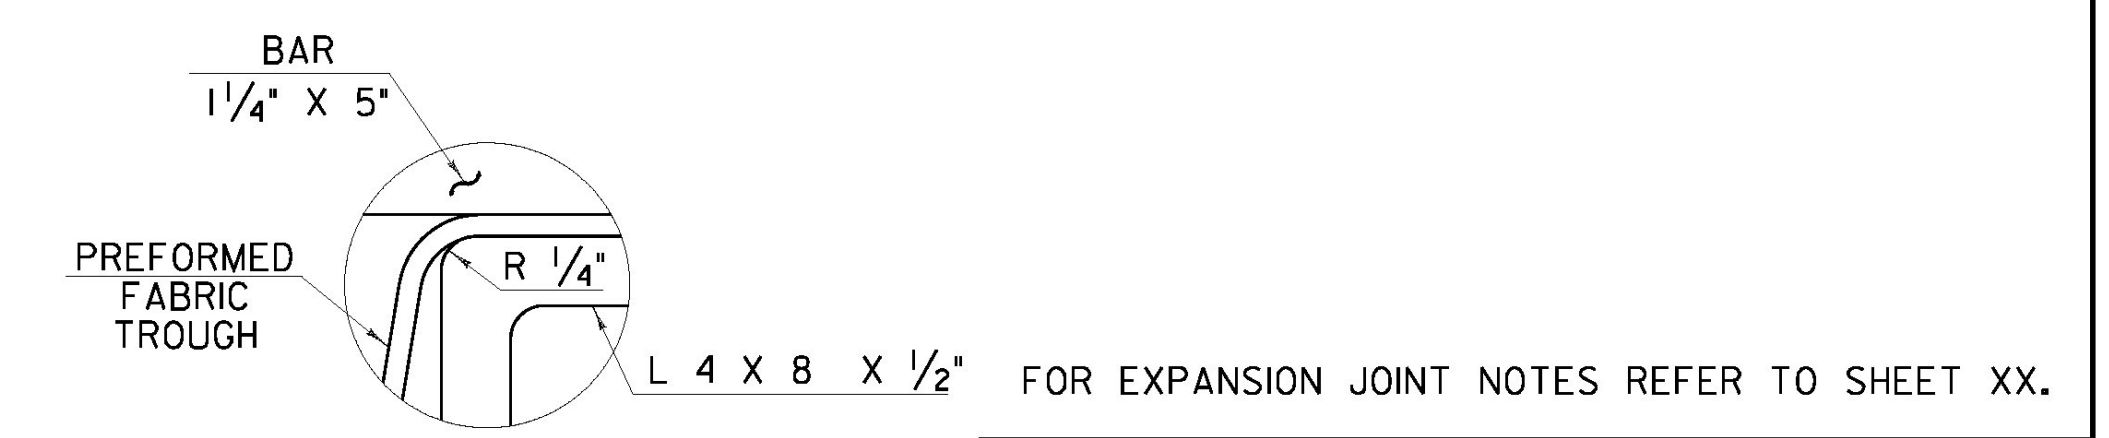 BAR
1 1/4" X 5"
PREFORMED
FABRIC
TROUGH
R 1/4"
L 4 X 8 X 1/2"
FOR EXPANSION JOINT NOTES REFER TO SHEET XX.